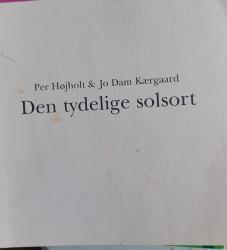 Per Højholt & Jo Dam Kærgaard
Den tydelige solsort